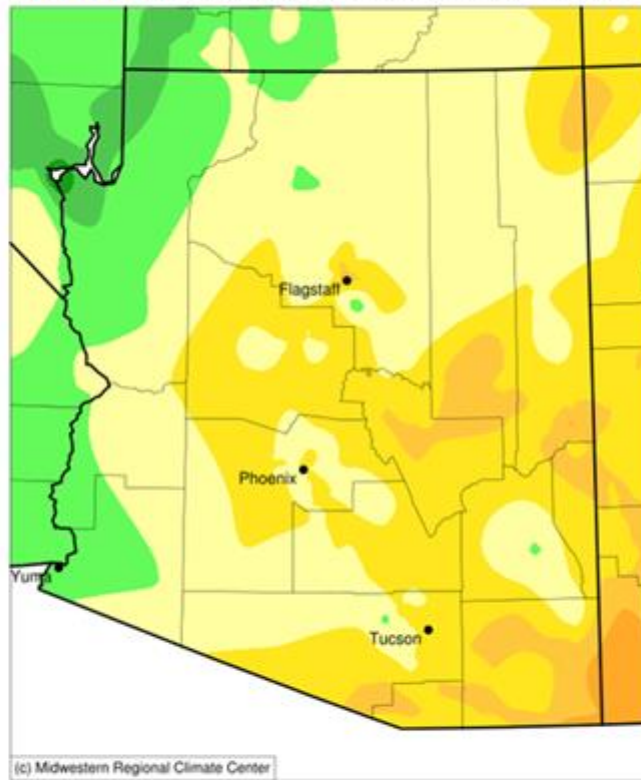 Flagstaff
Phoenix
Yuma
Tucson
(c) Midwestern Regional Climate Center